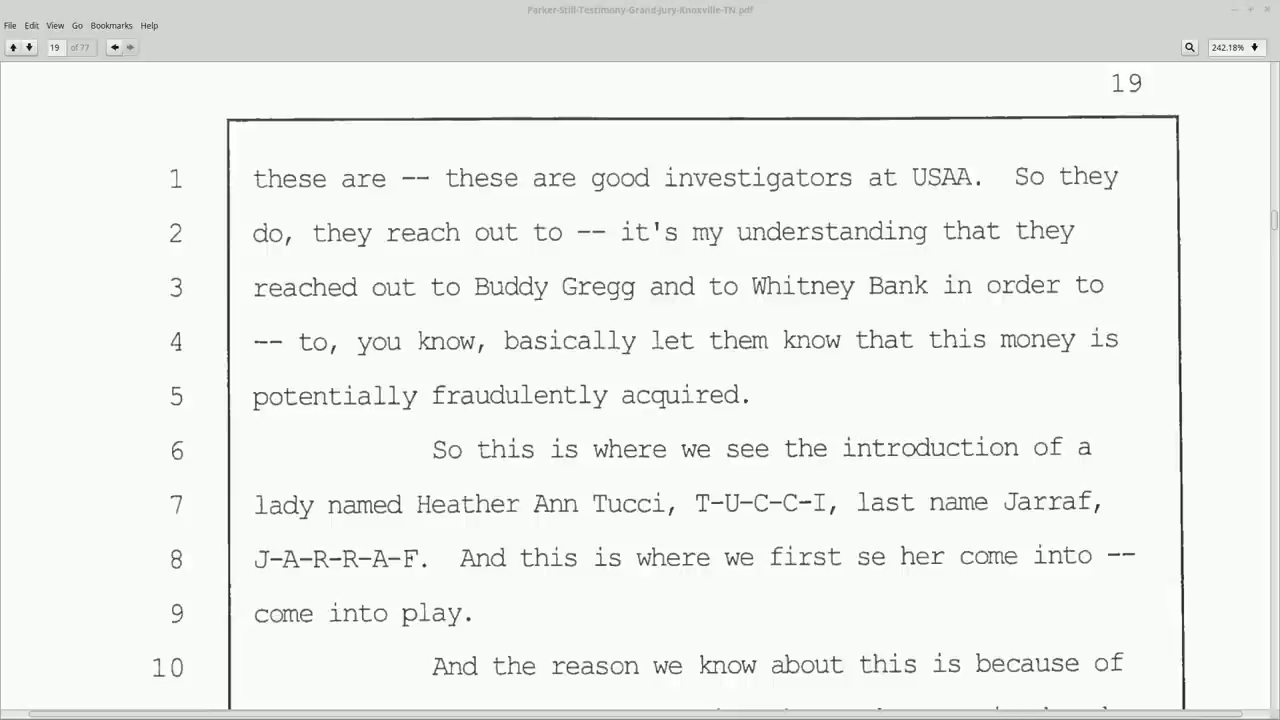 Parker-Still-Testimony-Grand-Jury-Knoxville-TN.pdf
File Edit View Go Bookmarks Help
19 of 77
242.18%
19
1 these are -- these are good investigators at USAA. So they
2 do, they reach out to -- it's my understanding that they
3 reached out to Buddy Gregg and to Whitney Bank in order to
4 -- to, you know, basically let them know that this money is
5 potentially fraudulently acquired.
6 So this is where we see the introduction of a
7 lady named Heather Ann Tucci, T-U-C-C-I, last name Jarraf,
8 J-A-R-R-A-F. And this is where we first se her come into --
9 come into play.
10 And the reason we know about this is because of